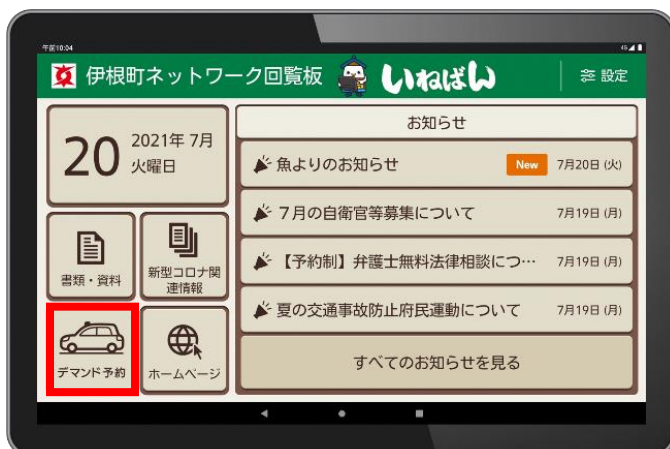 午前10:04
伊根町ネットワーク回覧板
いねばん
設定
20
2021年 7月
火曜日
お知らせ
魚よりのお知らせ New 7月20日 (火)
7月の自衛官等募集について 7月19日 (月)
【予約制】弁護士無料法律相談につ… 7月19日 (月)
夏の交通事故防止府民運動について 7月19日 (月)
すべてのお知らせを見る
書類・資料
新型コロナ関
連情報
デマンド予約
ホームページ